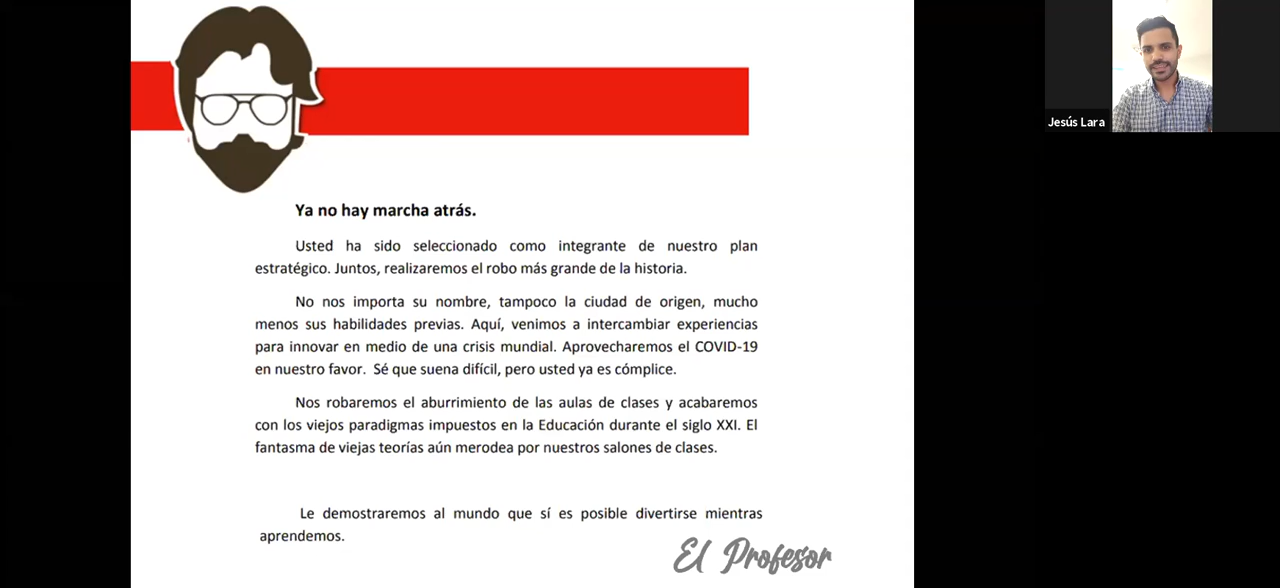 Jesús Lara
Ya no hay marcha atrás.
Usted ha sido seleccionado como integrante de nuestro plan
estratégico. Juntos, realizaremos el robo más grande de la historia.
No nos importa su nombre, tampoco la ciudad de origen, mucho
menos sus habilidades previas. Aquí, venimos a intercambiar experiencias
para innovar en medio de una crisis mundial. Aprovecharemos el COVID-19
en nuestro favor. Sé que suena difícil, pero usted ya es cómplice.
Nos robaremos el aburrimiento de las aulas de clases y acabaremos
con los viejos paradigmas impuestos en la Educación durante el siglo XXI. El
fantasma de viejas teorías aún merodea por nuestros salones de clases.
Le demostraremos al mundo que sí es posible divertirse mientras
aprendemos.
El Profesor